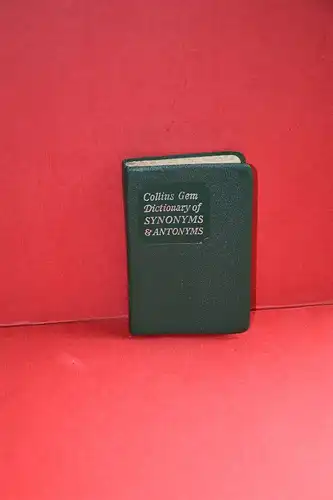 Collins Gem
Dictionary of
SYNONYMS
& ANTONYMS